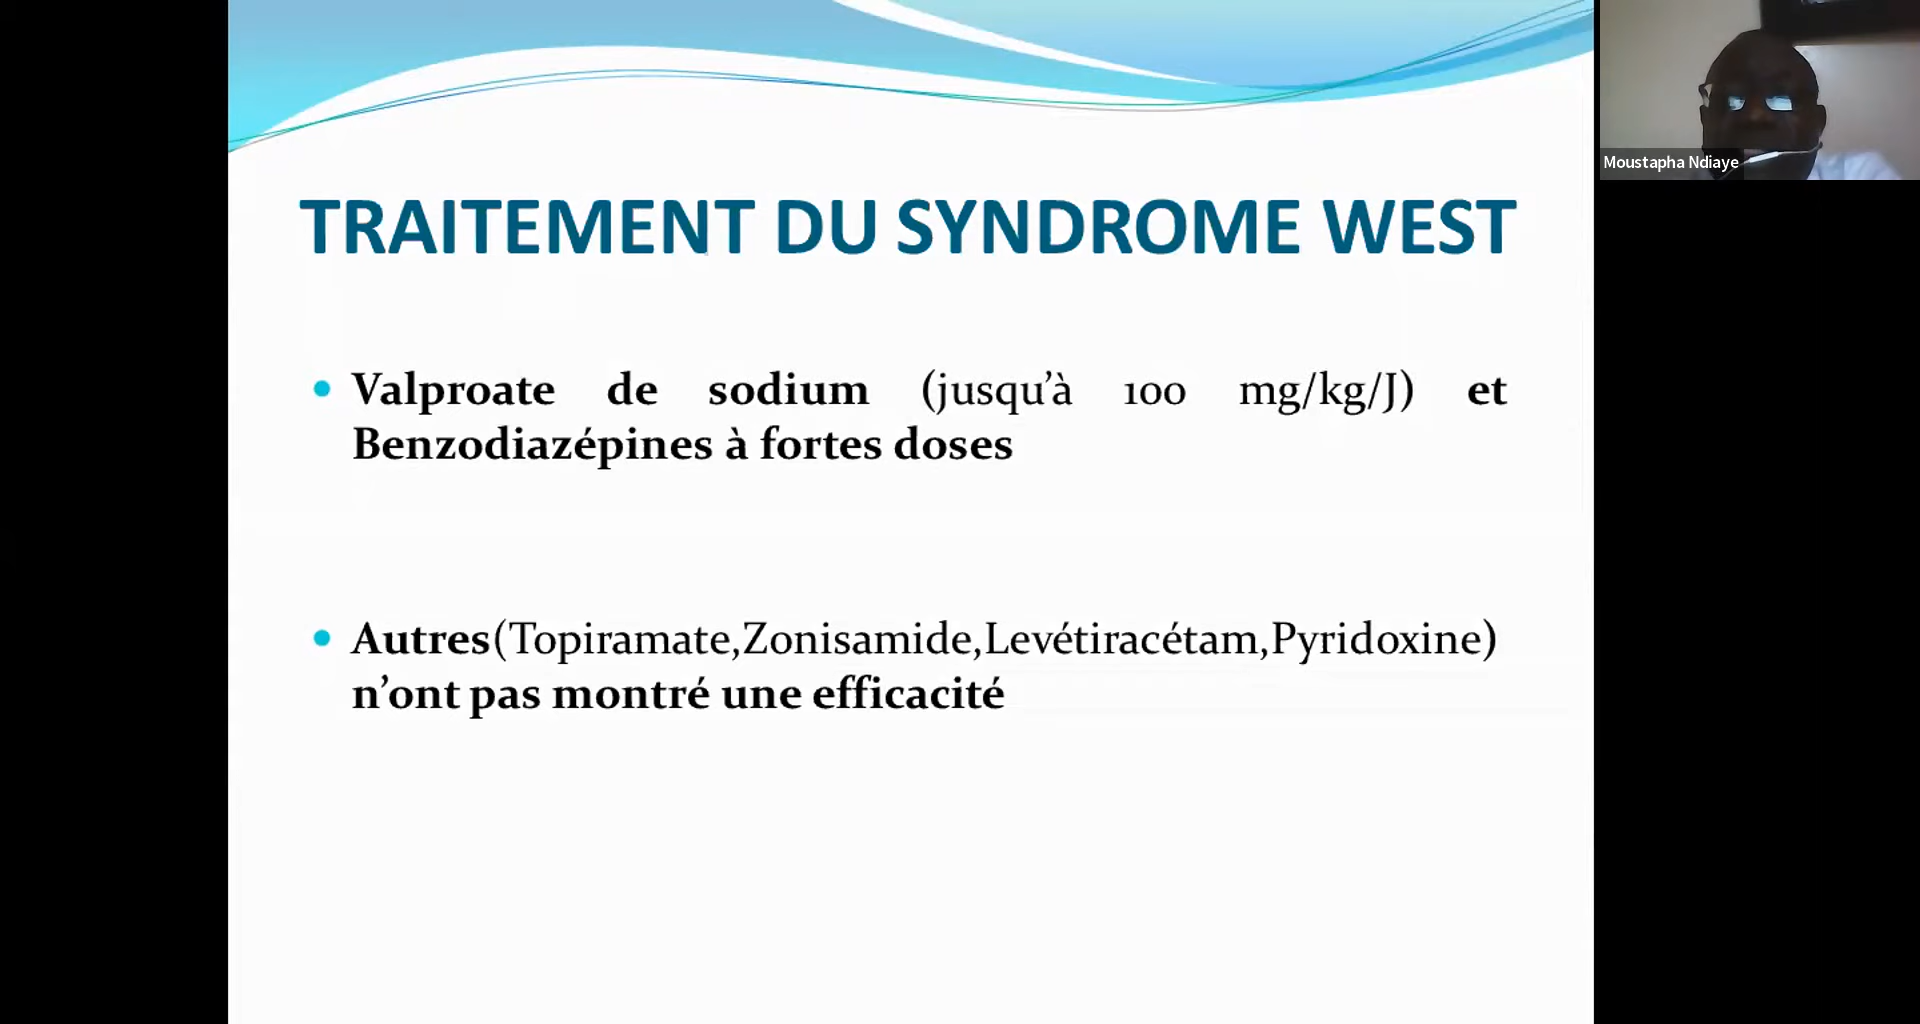 Moustapha Ndiaye
TRAITEMENT DU SYNDROME WEST
• Valproate de sodium (jusqu’à 100 mg/kg/J) et
Benzodiazépines à fortes doses
• Autres(Topiramate,Zonisamide,Levétiracétam,Pyridoxine)
n’ont pas montré une efficacité